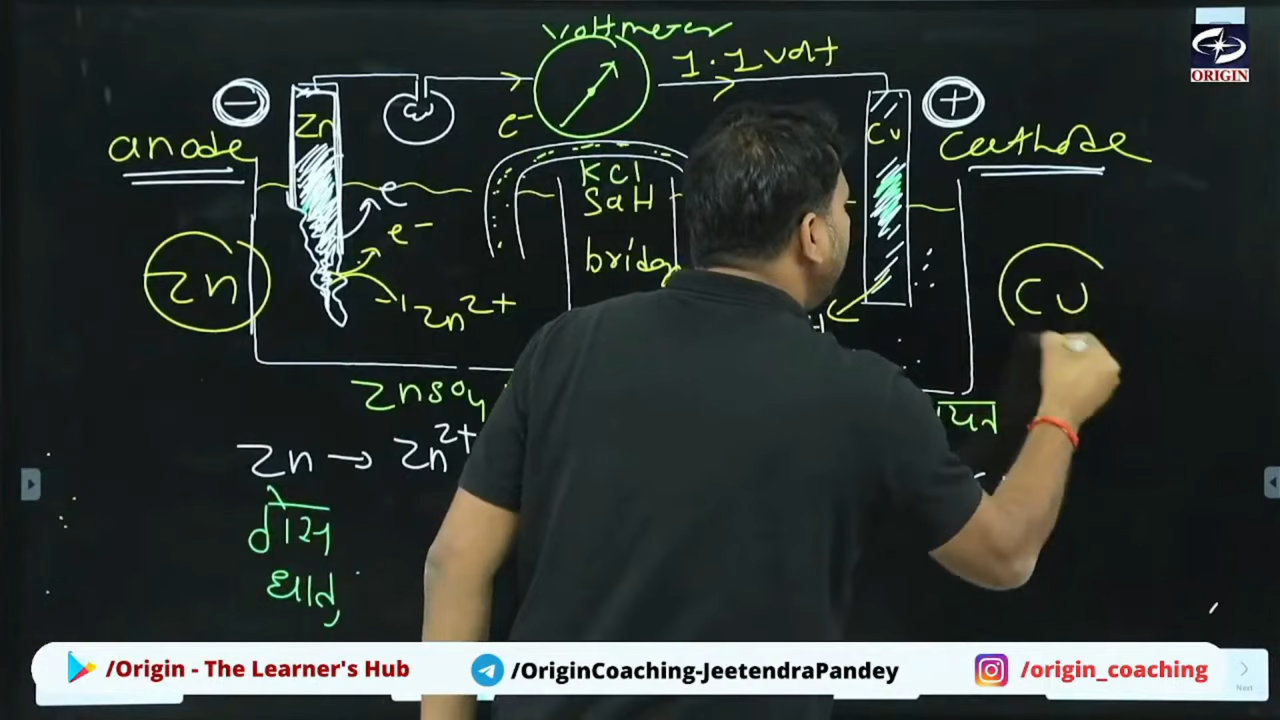 voltmeter
1.1 volt
ORIGIN
−
Zn
e-
Cu
+
anode
cathode
KCl
Salt
bridge
e
e-
Zn
Zn2+
Cu
ZnSO4
Zn → Zn2+
ठोस
धातु
/Origin - The Learner's Hub
/OriginCoaching-JeetendraPandey
/origin_coaching
Next